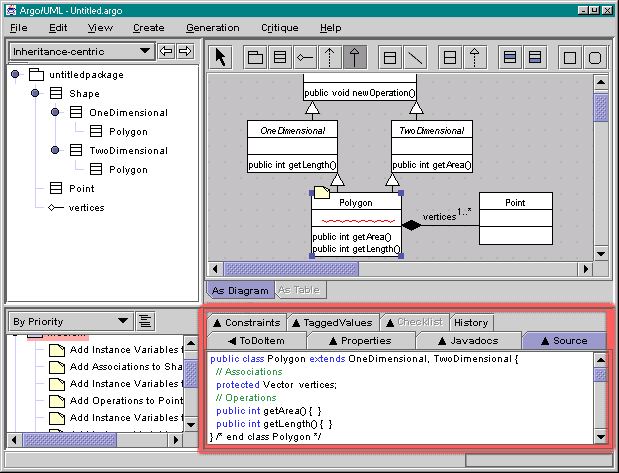 Argo/UML - Untitled.argo
File Edit View Create Generation Critique Help
Inheritance-centric
untitledpackage
Shape
OneDimensional
Polygon
TwoDimensional
Polygon
Point
vertices
public void newOperation()
OneDimensional
public int getLength()
TwoDimensional
public int getArea()
Polygon
public int getArea()
public int getLength()
vertices
1..*
Point
As Diagram As Table
By Priority
Add Instance Variables t
Add Associations to Sha
Add Instance Variables t
Add Operations to Point
Add Instance Variables t
Constraints TaggedValues Checklist History
ToDoItem Properties Javadocs Source
public class Polygon extends OneDimensional, TwoDimensional {
// Associations
protected Vector vertices;
// Operations
public int getArea() { }
public int getLength() { }
} /* end class Polygon */